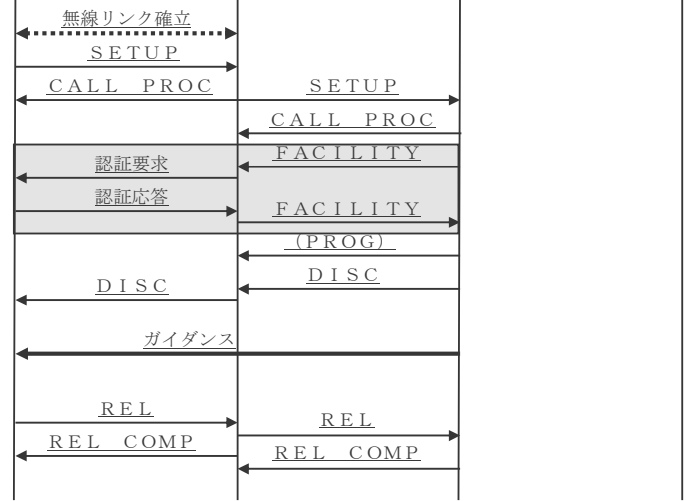 無線リンク確立
ＳＥＴＵＰ
ＣＡＬＬ　ＰＲＯＣ
ＳＥＴＵＰ
ＣＡＬＬ　ＰＲＯＣ
ＦＡＣＩＬＩＴＹ
認証要求
認証応答
ＦＡＣＩＬＩＴＹ
（ＰＲＯＧ）
ＤＩＳＣ
ＤＩＳＣ
ガイダンス
ＲＥＬ
ＲＥＬ
ＲＥＬ　ＣＯＭＰ
ＲＥＬ　ＣＯＭＰ